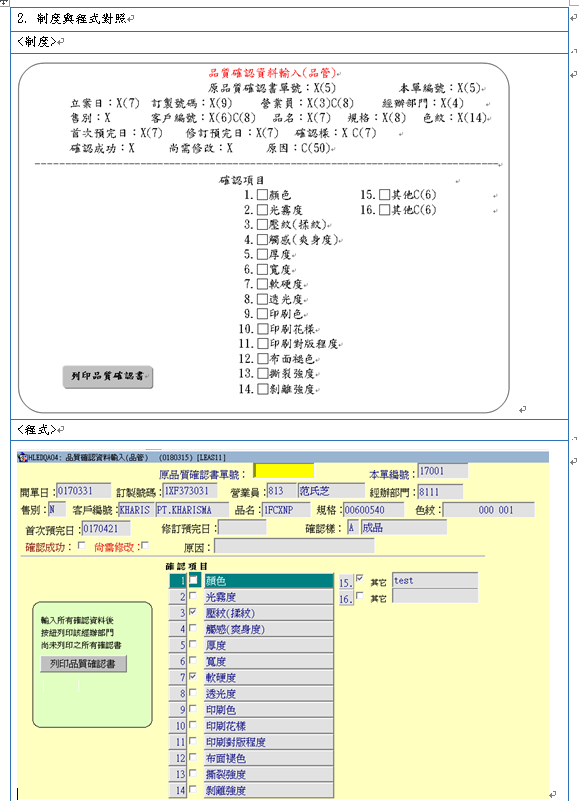 2. 制度與程式對照
<制度>
品質確認資料輸入(品管)
原品質確認書單號：X(5) 本單編號：X(5)
立案日：X(7) 訂製號碼：X(9) 營業員：X(3)C(8) 經辦部門：X(4)
售別：X 客戶編號：X(6)C(8) 品名：X(7) 規格：X(8) 色紋：X(14)
首次預完日：X(7) 修訂預完日：X(7) 確認樣：X C(7)
確認成功：X 尚需修改：X 原因：C(50)
確認項目
1.□顏色 15.□其他C(6)
2.□光霧度 16.□其他C(6)
3.□壓紋(揉紋)
4.□觸感(爽身度)
5.□厚度
6.□寬度
7.□軟硬度
8.□透光度
9.□印刷色
10.□印刷花樣
11.□印刷對版程度
12.□布面褪色
13.□撕裂強度
14.□剝離強度
列印品質確認書
<程式>
HLEDQA04: 品質確認資料輸入(品管) (0180315) [LEAS11]
原品質確認書單號： 本單編號：17001
開單日：0170331 訂製號碼：1XF373031 營業員：813 范氏芝 經辦部門：8111
售別：N 客戶編號：KHARIS PT.KHARISMA 品名：1FCXNP 規格：00600540 色紋： 000 001
首次預完日：0170421 修訂預完日： 確認樣：A 成品
確認成功： 尚需修改： 原因：
確認項目
1 顏色 15. 其它 test
2 光霧度 16. 其它
3 壓紋(揉紋)
4 觸感(爽身度)
5 厚度
6 寬度
7 軟硬度
8 透光度
9 印刷色
10 印刷花樣
11 印刷對版程度
12 布面褪色
13 撕裂強度
14 剝離強度
輸入所有確認資料後
按紐列印該經辦部門
尚未列印之所有確認書
列印品質確認書